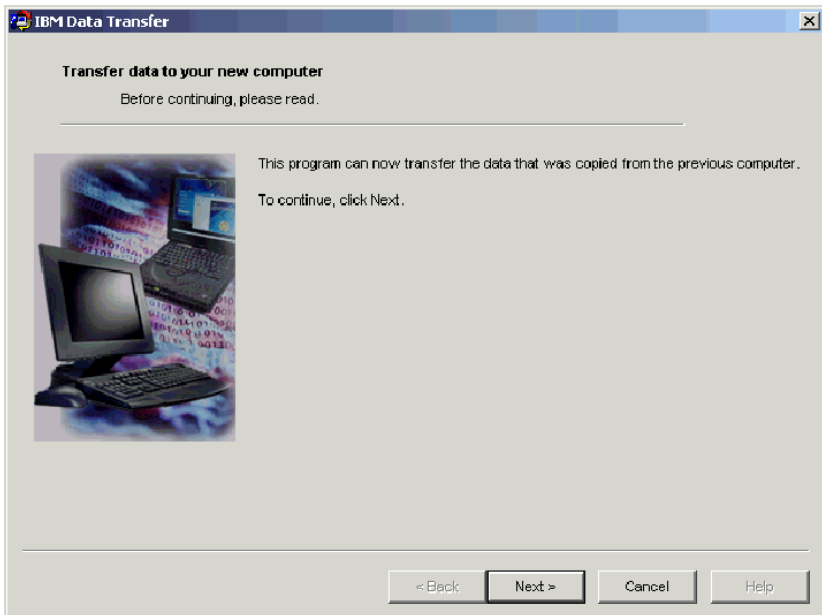 IBM Data Transfer
Transfer data to your new computer
Before continuing, please read.
This program can now transfer the data that was copied from the previous computer.
To continue, click Next.
< Back
Next >
Cancel
Help